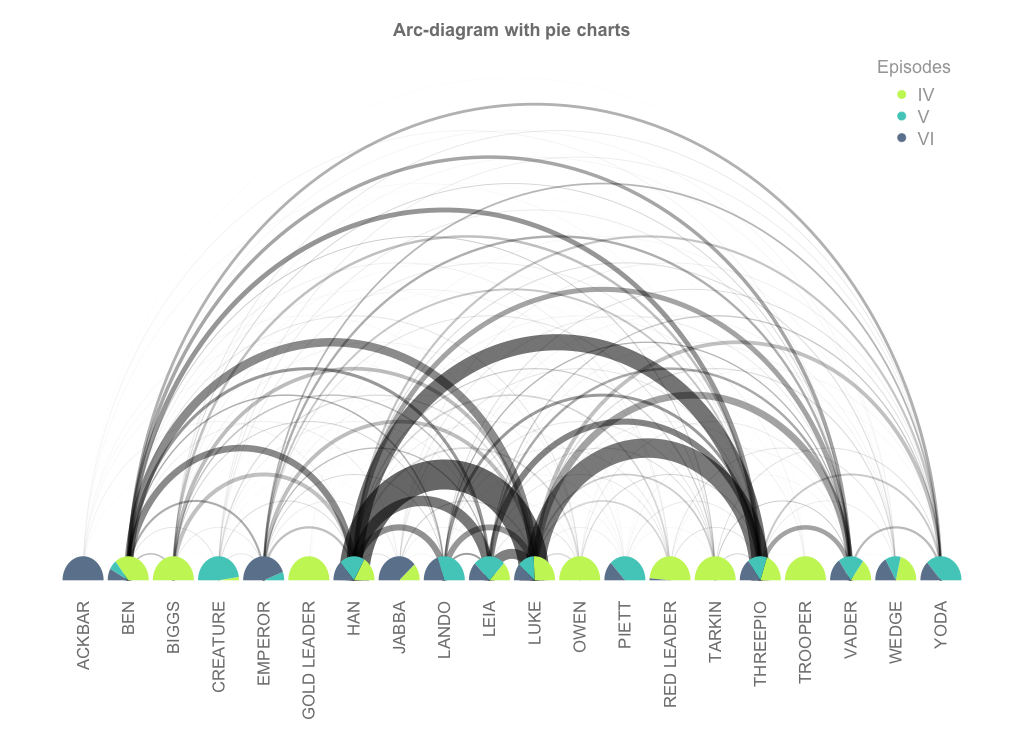 Arc-diagram with pie charts
Episodes
IV
V
VI
ACKBAR
BEN
BIGGS
CREATURE
EMPEROR
GOLD LEADER
HAN
JABBA
LANDO
LEIA
LUKE
OWEN
PIETT
RED LEADER
TARKIN
THREEPIO
TROOPER
VADER
WEDGE
YODA